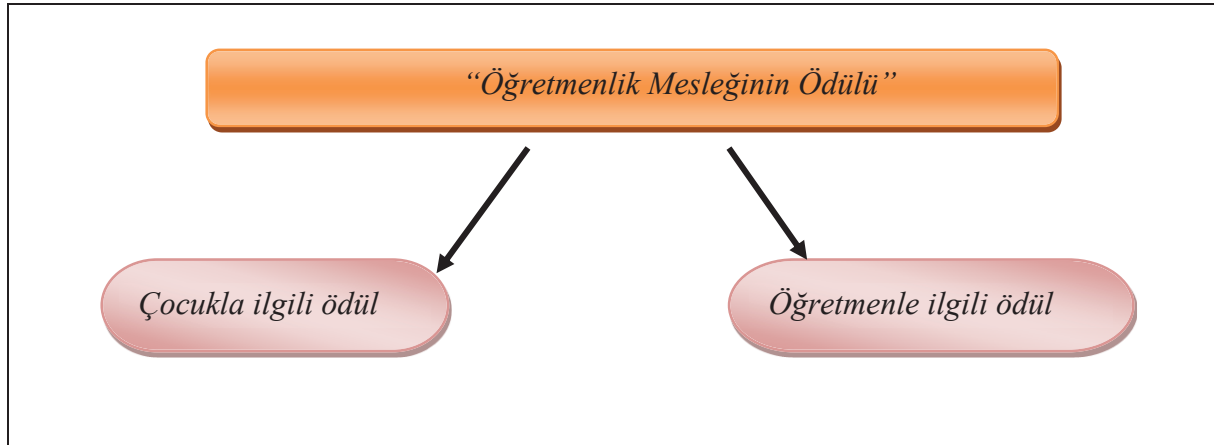 “Öğretmenlik Mesleğinin Ödülü”
Çocukla ilgili ödül
Öğretmenle ilgili ödül